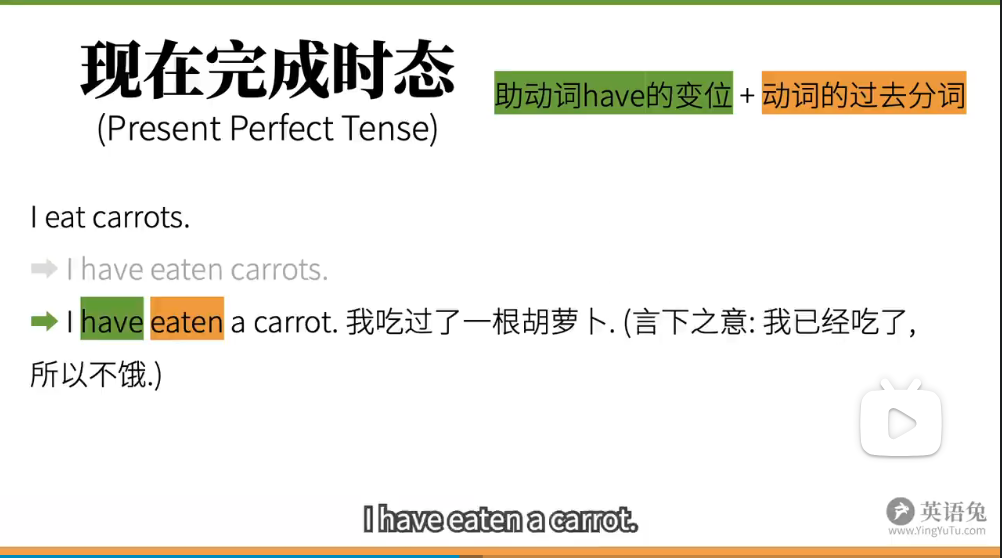 现在完成时态
(Present Perfect Tense)
助动词have的变位 + 动词的过去分词
I eat carrots.
➡ I have eaten carrots.
➡ I have eaten a carrot. 我吃过了一根胡萝卜. (言下之意: 我已经吃了,
所以不饿.)
I have eaten a carrot.
英语兔
www.YingYuTu.com